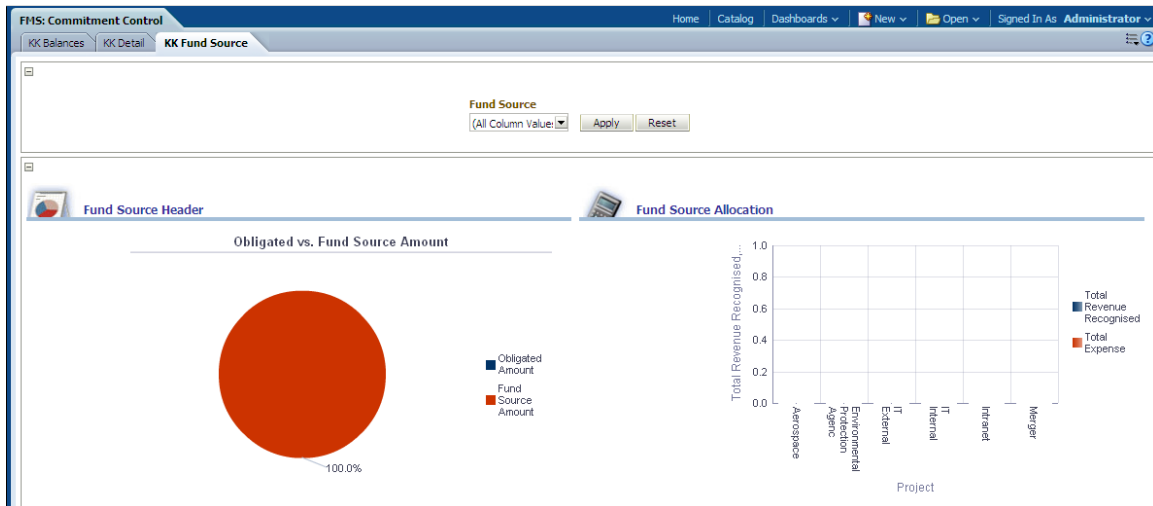 FMS: Commitment Control
Home Catalog Dashboards New Open Signed In As Administrator
KK Balances KK Detail KK Fund Source
Fund Source
(All Column Value: Apply Reset
Fund Source Header
Obligated vs. Fund Source Amount
Obligated
Amount
Fund
Source
Amount
100.0%
Fund Source Allocation
Total Revenue Recognised,...
1.0
0.8
0.6
0.4
0.2
0.0
Aerospace
Environmental
Protection
Agenc
IT
External
IT
Internal
Intranet
Merger
Project
Total
Revenue
Recognised
Total
Expense